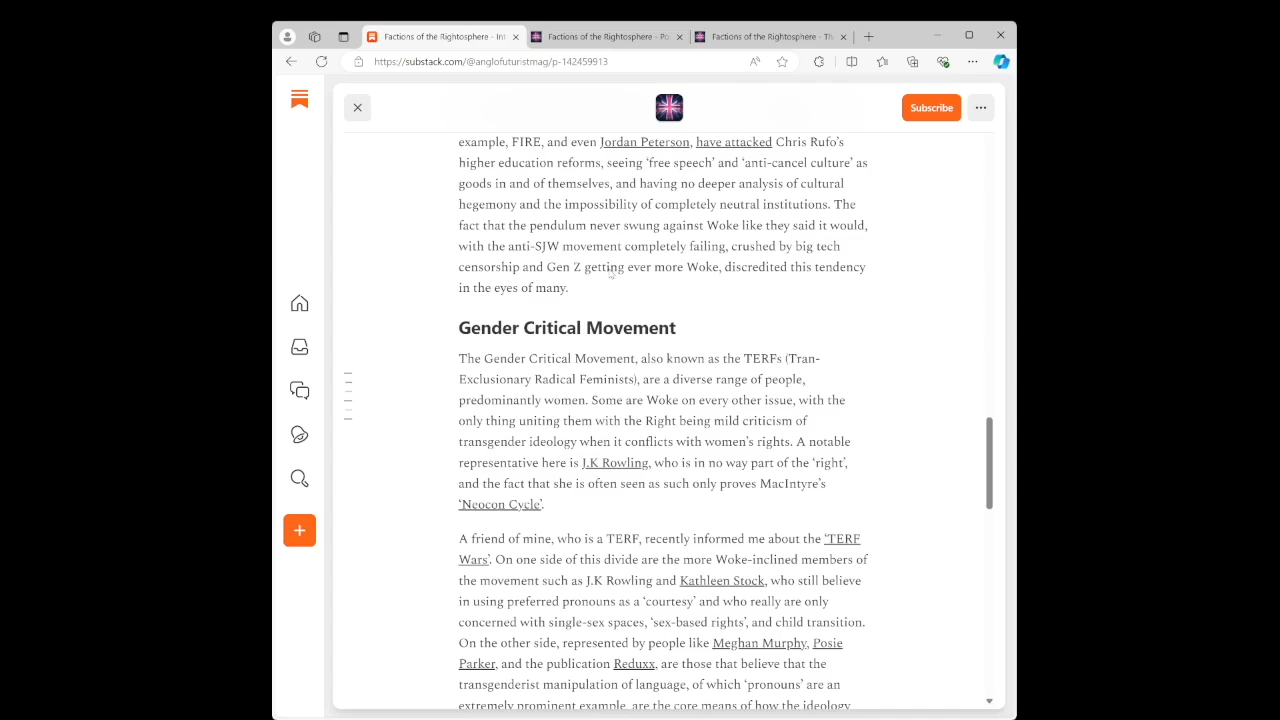 Factions of the Rightosphere - Int
Factions of the Rightosphere - Po
Factions of the Rightosphere - Th
https://substack.com/@anglofuturistmag/p-142459913
Subscribe
example, FIRE, and even Jordan Peterson, have attacked Chris Rufo’s
higher education reforms, seeing ‘free speech’ and ‘anti-cancel culture’ as
goods in and of themselves, and having no deeper analysis of cultural
hegemony and the impossibility of completely neutral institutions. The
fact that the pendulum never swung against Woke like they said it would,
with the anti-SJW movement completely failing, crushed by big tech
censorship and Gen Z getting ever more Woke, discredited this tendency
in the eyes of many.
Gender Critical Movement
The Gender Critical Movement, also known as the TERFs (Tran-
Exclusionary Radical Feminists), are a diverse range of people,
predominantly women. Some are Woke on every other issue, with the
only thing uniting them with the Right being mild criticism of
transgender ideology when it conflicts with women’s rights. A notable
representative here is J.K Rowling, who is in no way part of the ‘right’,
and the fact that she is often seen as such only proves MacIntyre’s
‘Neocon Cycle’.
A friend of mine, who is a TERF, recently informed me about the ‘TERF
Wars’. On one side of this divide are the more Woke-inclined members of
the movement such as J.K Rowling and Kathleen Stock, who still believe
in using preferred pronouns as a ‘courtesy’ and who really are only
concerned with single-sex spaces, ‘sex-based rights’, and child transition.
On the other side, represented by people like Meghan Murphy, Posie
Parker, and the publication Reduxx, are those that believe that the
transgenderist manipulation of language, of which ‘pronouns’ are an
extremely prominent example, are the core means of how the ideology